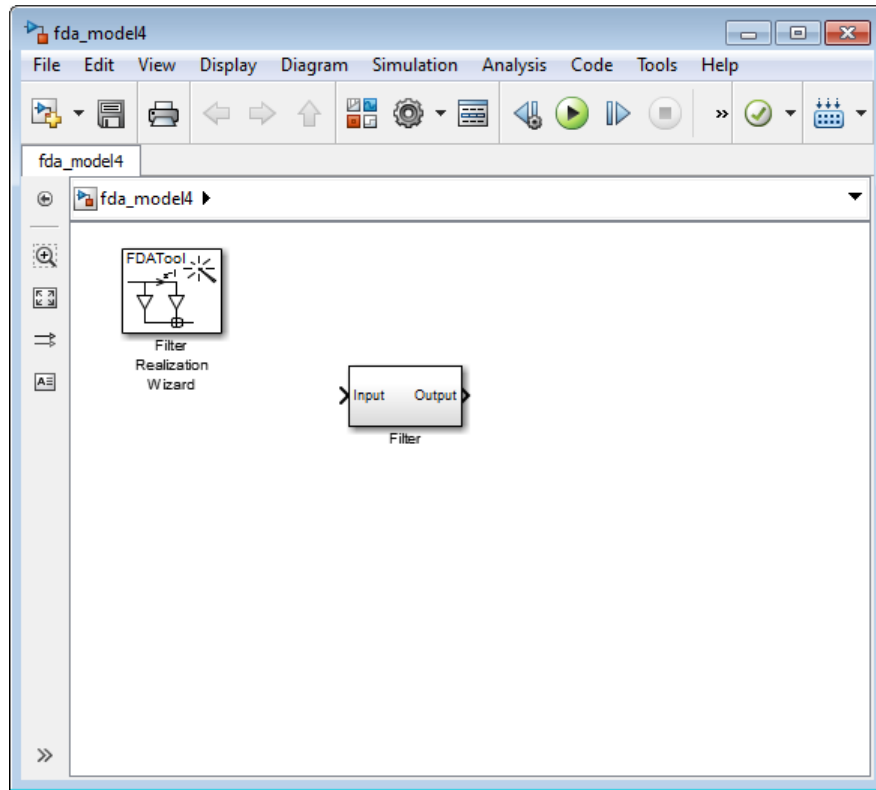 fda_model4
File Edit View Display Diagram Simulation Analysis Code Tools Help
fda_model4
fda_model4
FDATool
z-1
Filter
Realization
Wizard
Input Output
Filter